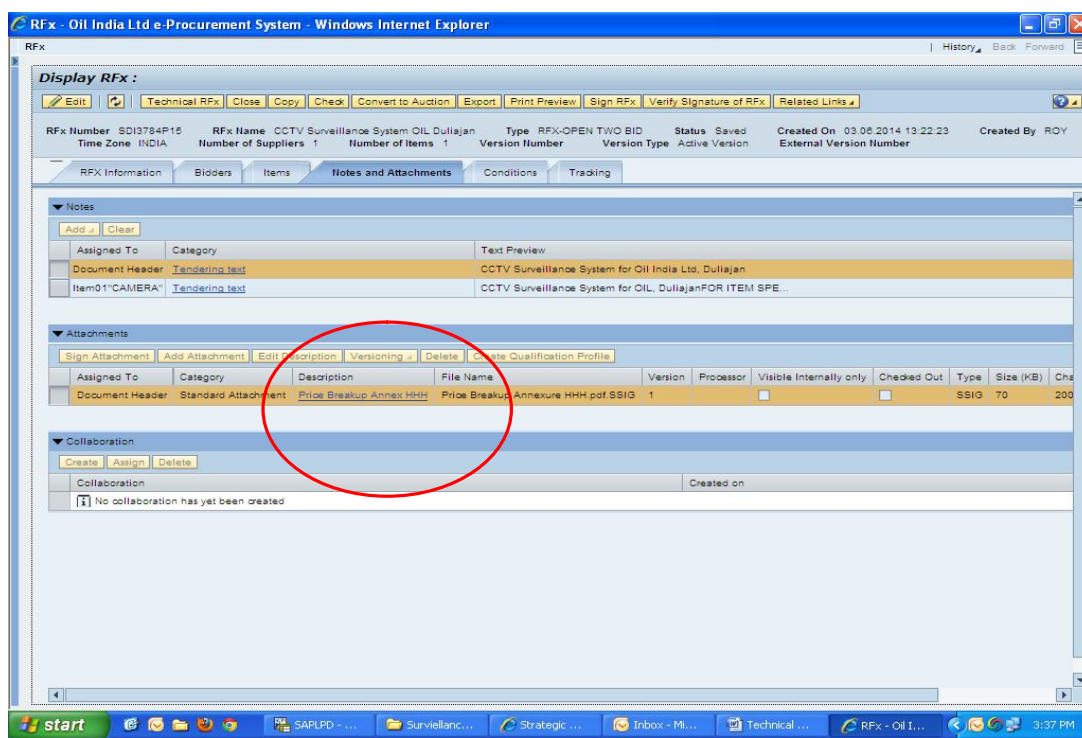 RFx - Oil India Ltd e-Procurement System - Windows Internet Explorer
RFx | History Back Forward
Display RFx :
Edit Technical RFx Close Copy Check Convert to Auction Export Print Preview Sign RFx Verify Signature of RFx Related Links
RFx Number SDI3784P15 RFx Name CCTV Surveillance System OIL Duliajan Type RFX-OPEN TWO BID Status Saved Created On 03.06.2014 13:22:23 Created By ROY
Time Zone INDIA Number of Suppliers 1 Number of Items 1 Version Number Version Type Active Version External Version Number
RFX Information Bidders Items Notes and Attachments Conditions Tracking
Notes
Add Clear
Assigned To Category Text Preview
Document Header Tendering text CCTV Surveillance System for Oil India Ltd, Duliajan
Item01"CAMERA" Tendering text CCTV Surveillance System for OIL, DuliajanFOR ITEM SPE...
Attachments
Sign Attachment Add Attachment Edit Description Versioning Delete Create Qualification Profile
Assigned To Category Description File Name Version Processor Visible Internally only Checked Out Type Size (KB) Cha
Document Header Standard Attachment Price Breakup Annex HHH Price Breakup Annexure HHH.pdf.SSIG 1 SSIG 70 200
Collaboration
Create Assign Delete
Collaboration Created on
No collaboration has yet been created
start SAPLPD - ... Surviellanc... Strategic ... Inbox - Mi... Technical ... RFx - Oil I... 3:37 PM